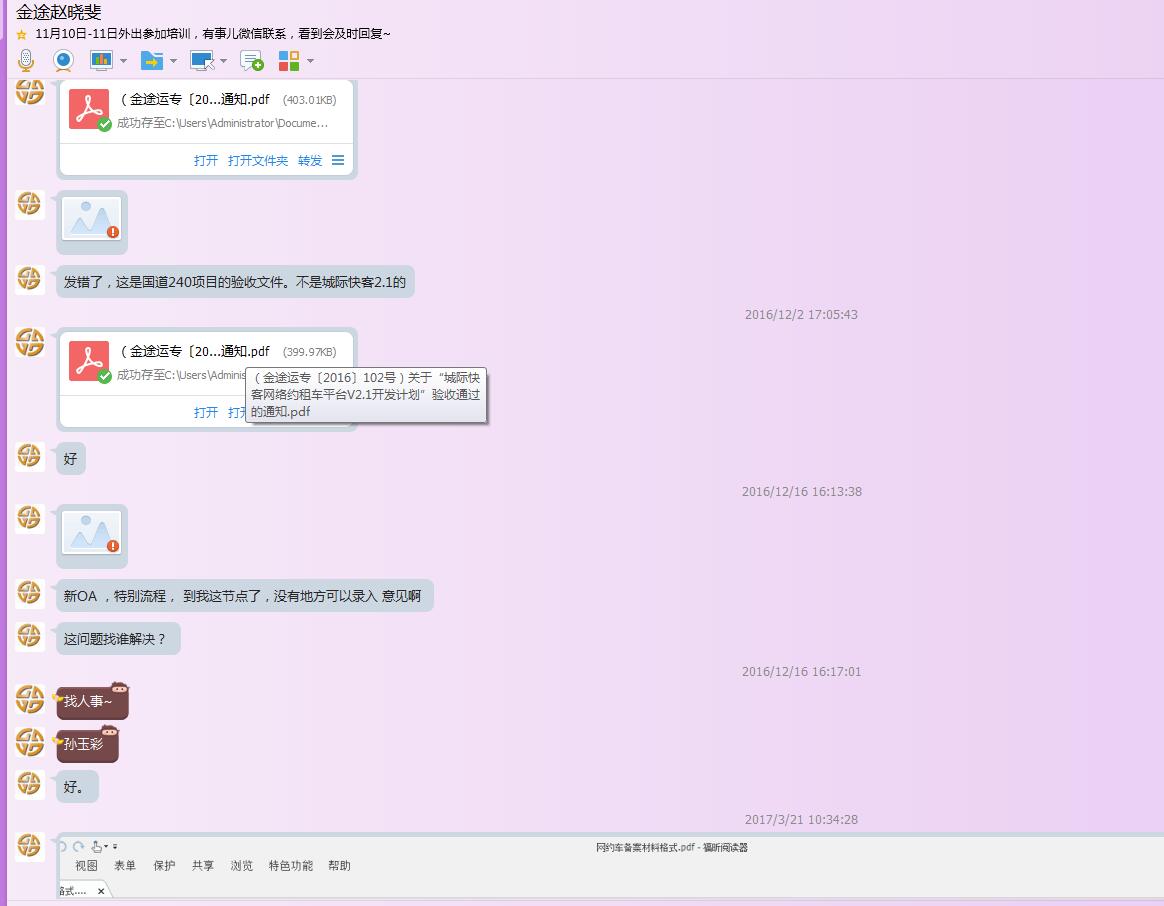 金途赵晓斐
11月10日-11日外出参加培训，有事儿微信联系，看到会及时回复~
（金途运专〔20...通知.pdf (403.01KB)
成功存至C:\Users\Administrator\Docume...
打开 打开文件夹 转发
发错了，这是国道240项目的验收文件。不是城际快客2.1的
2016/12/2 17:05:43
（金途运专〔20...通知.pdf (399.97KB)
成功存至C:\Users\Adminis
打开 打开
（金途运专〔2016〕102号）关于“城际快
客网络约租车平台V2.1开发计划”验收通过
的通知.pdf
好
2016/12/16 16:13:38
新OA ，特别流程， 到我这节点了，没有地方可以录入 意见啊
这问题找谁解决？
2016/12/16 16:17:01
找人事~
孙玉彩
好。
2017/3/21 10:34:28
网约车备案材料格式.pdf - 福昕阅读器
视图 表单 保护 共享 浏览 特色功能 帮助
格式.... ×